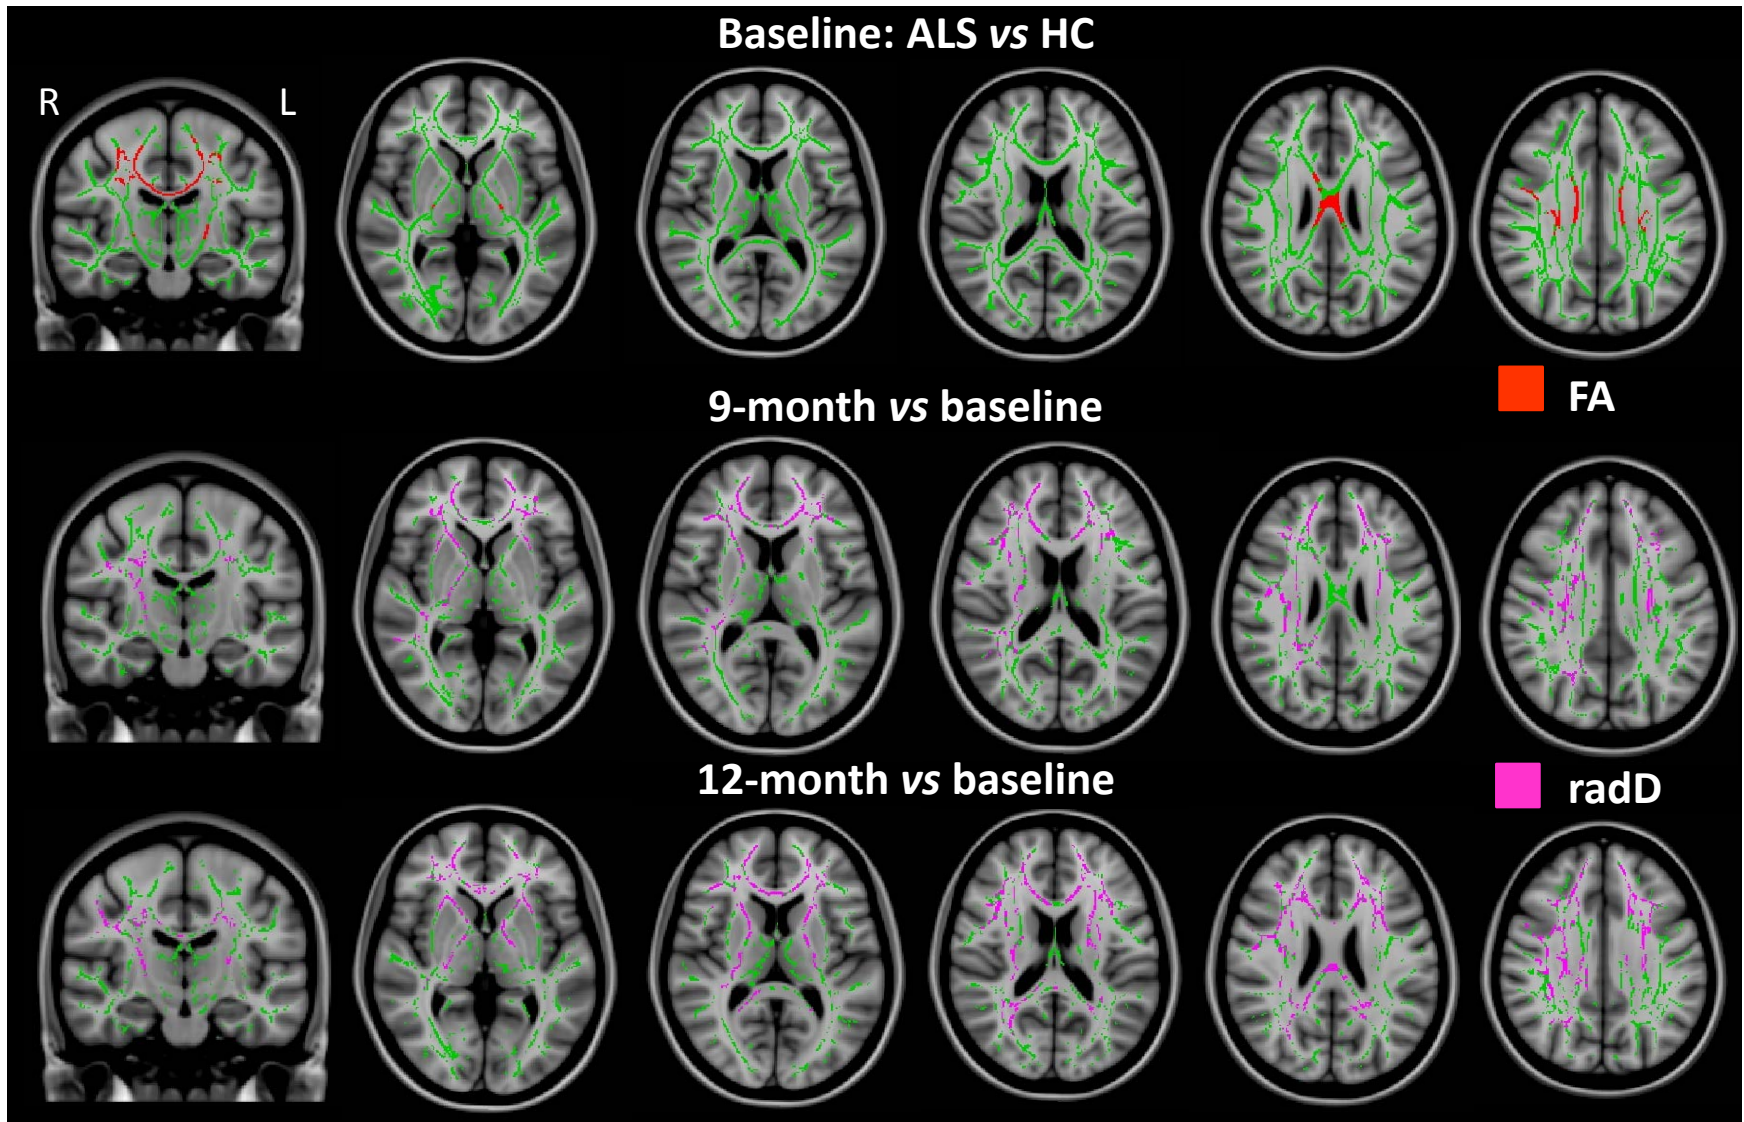 Baseline: ALS vs HC
R L
FA
9-month vs baseline
12-month vs baseline
radD